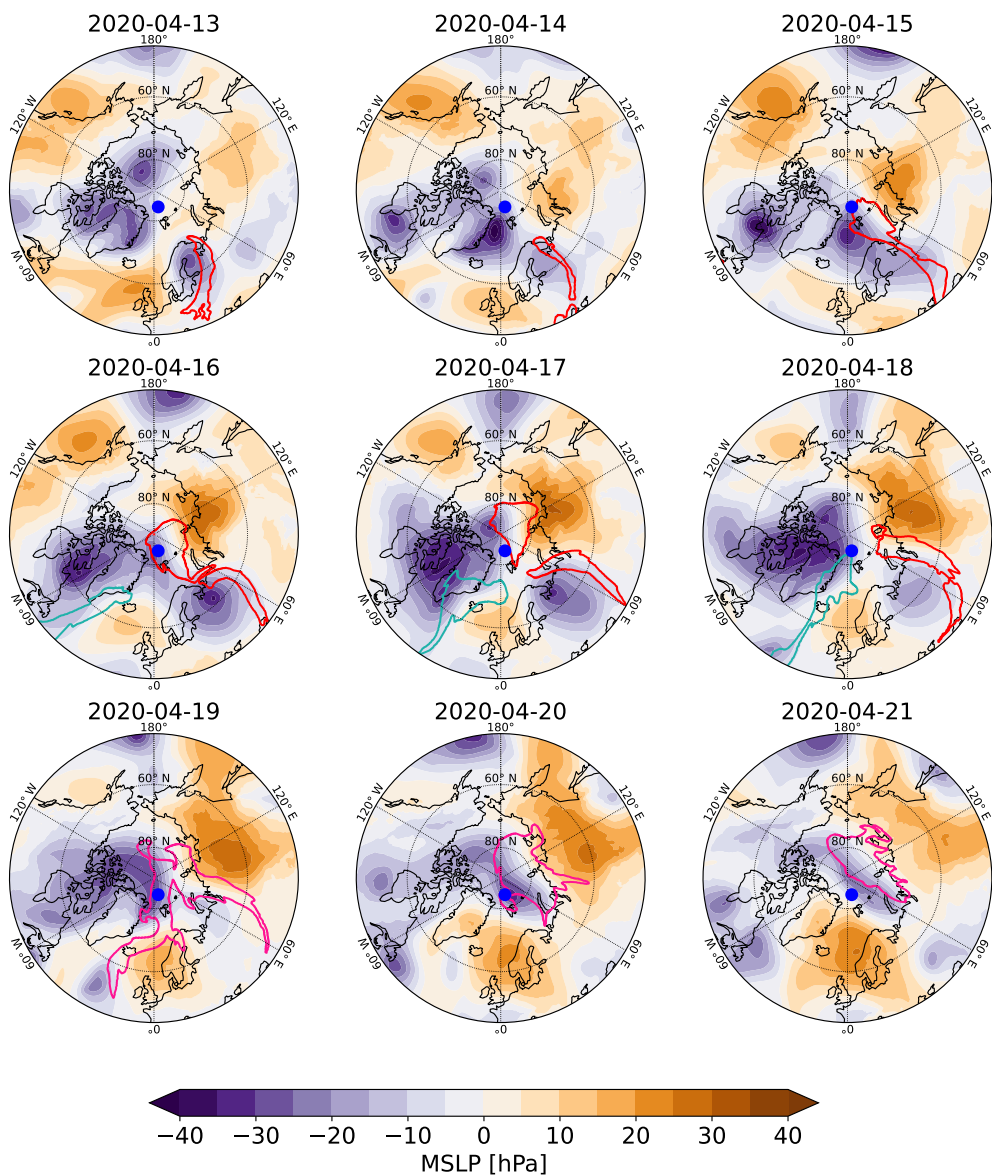 2020-04-13 2020-04-14 2020-04-15
180° 180° 180°
120° W 60° N 120° E 120° W 60° N 120° E 120° W 60° N 120° E
80° N 80° N 80° N
60° W 60° E 60° W 60° E 60° W 60° E
0° 0° 0°
2020-04-16 2020-04-17 2020-04-18
180° 180° 180°
120° W 60° N 120° E 120° W 60° N 120° E 120° W 60° N 120° E
80° N 80° N 80° N
60° W 60° E 60° W 60° E 60° W 60° E
0° 0° 0°
2020-04-19 2020-04-20 2020-04-21
180° 180° 180°
120° W 60° N 120° E 120° W 60° N 120° E 120° W 60° N 120° E
80° N 80° N 80° N
60° W 60° E 60° W 60° E 60° W 60° E
0° 0° 0°
−40 −30 −20 −10 0 10 20 30 40
MSLP [hPa]